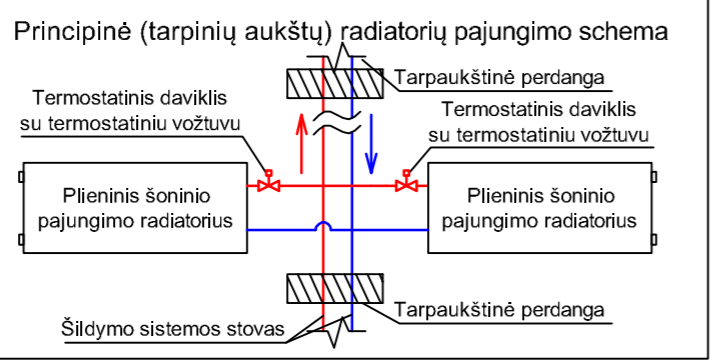 Principinė (tarpinių aukštų) radiatorių pajungimo schema
Tarpaukštinė perdanga
Termostatinis daviklis
su termostatiniu vožtuvu
Termostatinis daviklis
su termostatiniu vožtuvu
Plieninis šoninio
pajungimo radiatorius
Plieninis šoninio
pajungimo radiatorius
Tarpaukštinė perdanga
Šildymo sistemos stovas